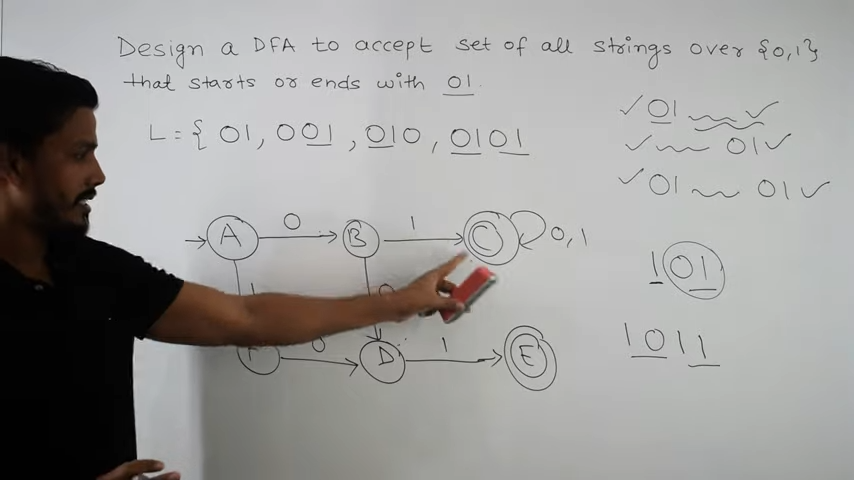 Design a DFA to accept set of all strings over {0,1}
that starts or ends with 01.
L = { 01, 001, 010, 0101
✓ 01 ✓
✓ 01 ✓
✓ 01 01 ✓
A 0 B 1 C 0,1
101
1 0
F 0 D 1 E
1011